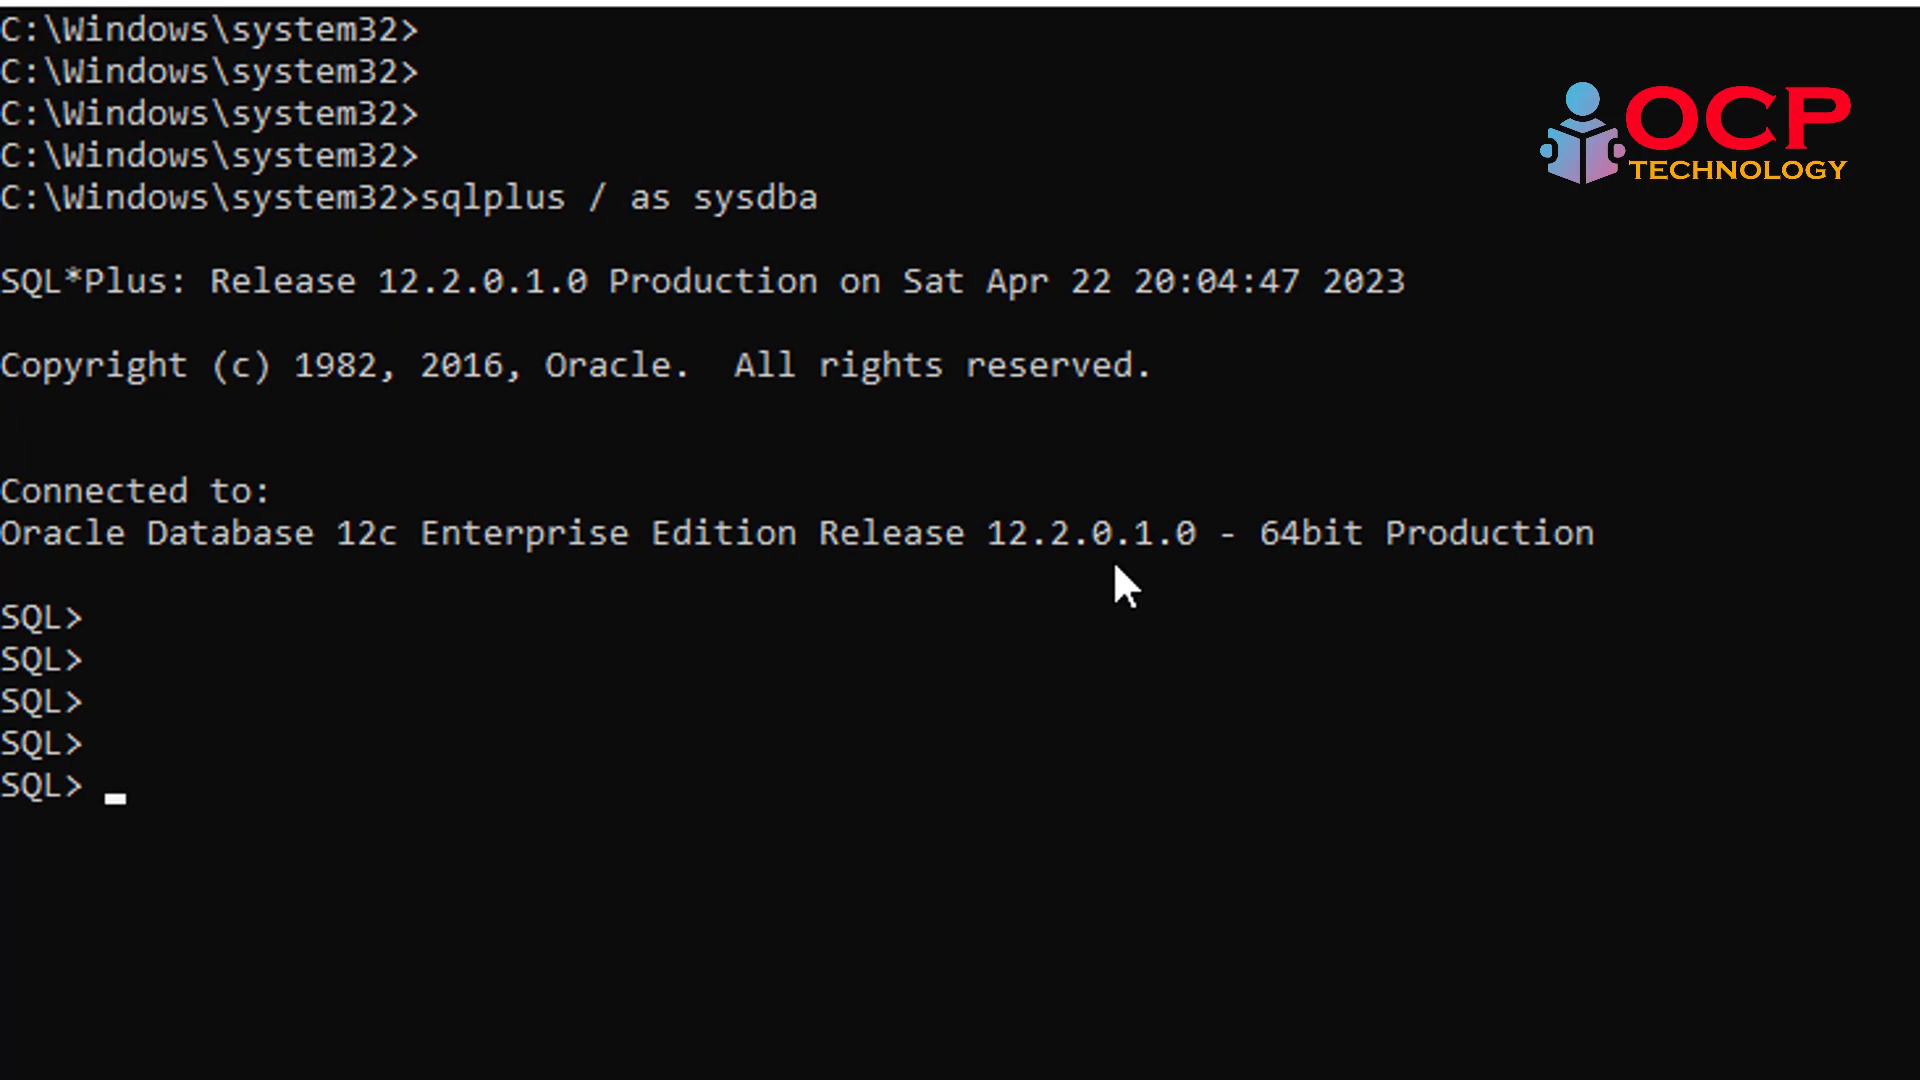 C:\Windows\system32>
C:\Windows\system32>
C:\Windows\system32>
C:\Windows\system32>
C:\Windows\system32>sqlplus / as sysdba
OCP
TECHNOLOGY
SQL*Plus: Release 12.2.0.1.0 Production on Sat Apr 22 20:04:47 2023
Copyright (c) 1982, 2016, Oracle.  All rights reserved.
Connected to:
Oracle Database 12c Enterprise Edition Release 12.2.0.1.0 - 64bit Production
SQL>
SQL>
SQL>
SQL>
SQL>